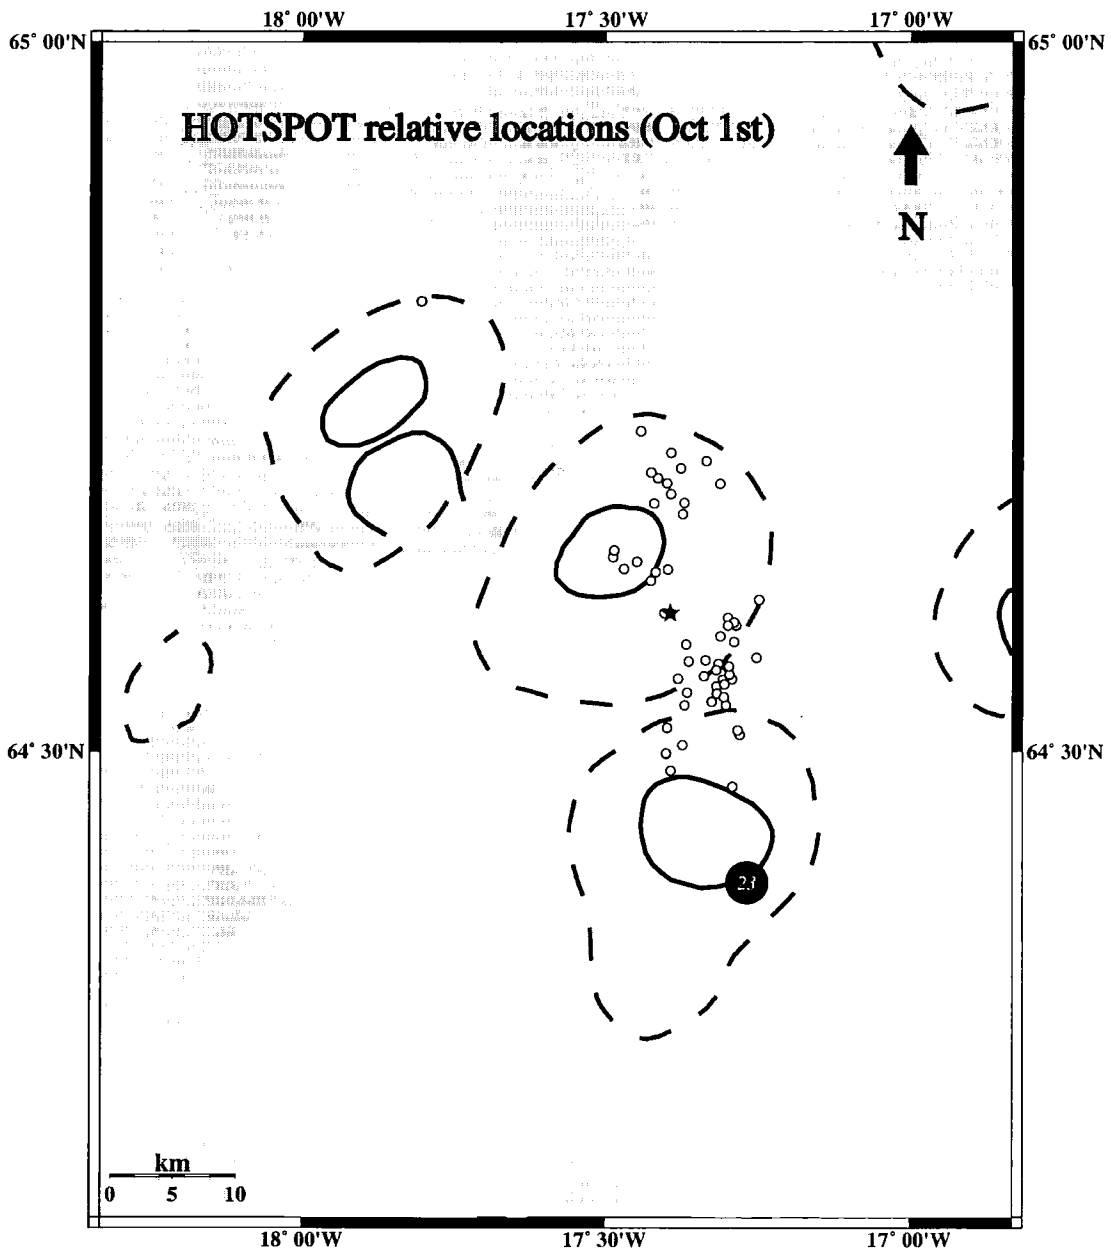 18° 00'W 17° 30'W 17° 00'W
65° 00'N 65° 00'N
HOTSPOT relative locations (Oct 1st)
N
64° 30'N 64° 30'N
23
km
0 5 10
18° 00'W 17° 30'W 17° 00'W